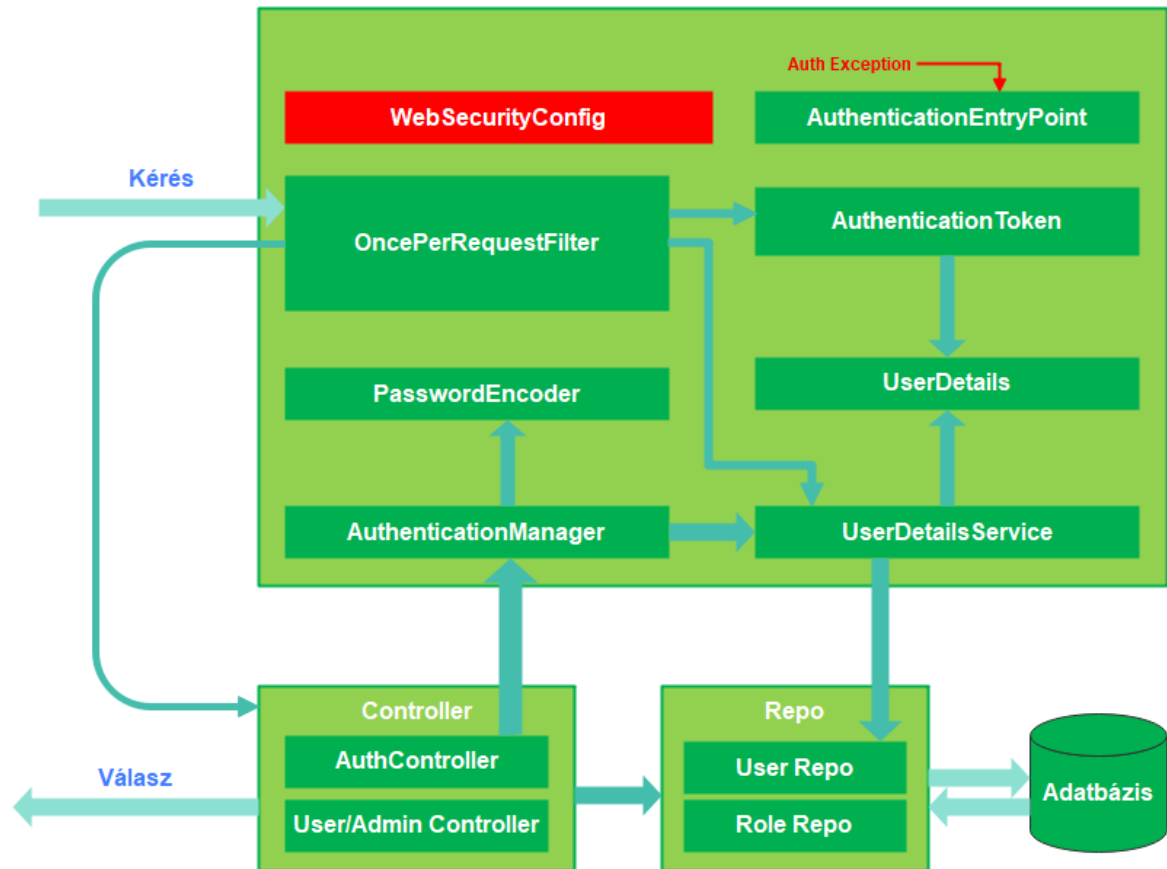 Auth Exception
WebSecurityConfig
AuthenticationEntryPoint
Kérés
OncePerRequestFilter
AuthenticationToken
PasswordEncoder
UserDetails
AuthenticationManager
UserDetailsService
Controller
Repo
AuthController
User Repo
Válasz
Adatbázis
User/Admin Controller
Role Repo